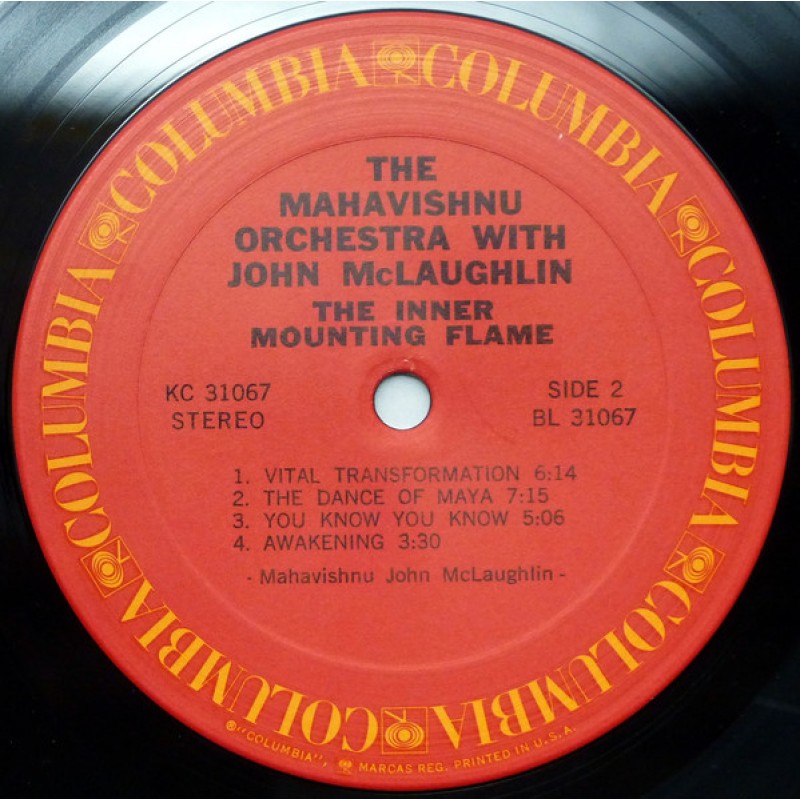 COLUMBIA COLUMBIA COLUMBIA COLUMBIA COLUMBIA COLUMBIA
THE
MAHAVISHNU
ORCHESTRA WITH
JOHN McLAUGHLIN
THE INNER
MOUNTING FLAME
KC 31067
STEREO
SIDE 2
BL 31067
1. VITAL TRANSFORMATION 6:14
2. THE DANCE OF MAYA 7:15
3. YOU KNOW YOU KNOW 5:06
4. AWAKENING 3:30
- Mahavishnu John McLaughlin -
®"COLUMBIA", MARCAS REG. PRINTED IN U.S.A.